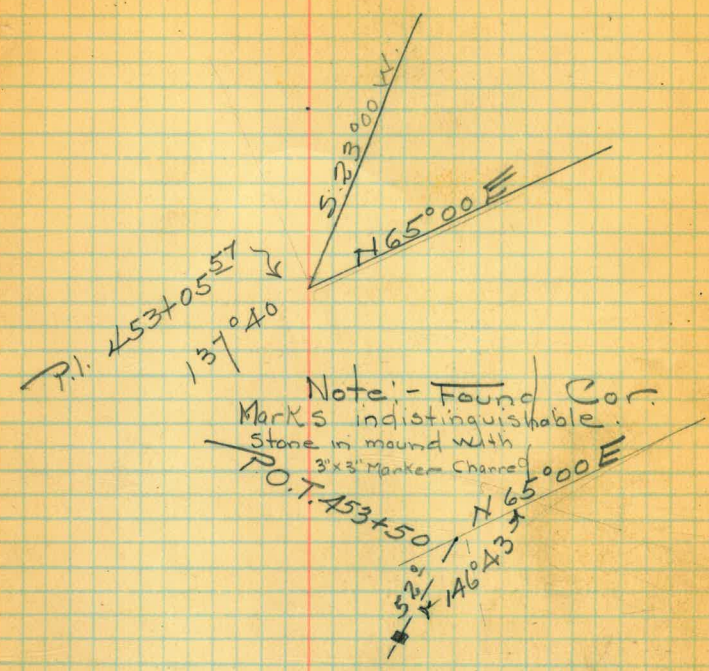 S. 23°00 W.
N 65°00 E
P.I. 453+05 57
137°40
Note:- Found Cor.
Marks indistinguishable.
Stone in mound with
3"x3" Marker Charred
P.O.T. 453+50
N 65°00 E
146°43